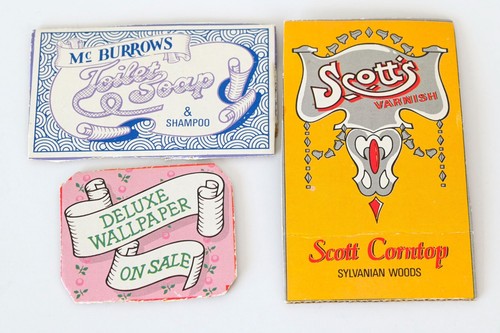 Mc BURROWS
Toilet
Soap
&
SHAMPOO
DELUXE
WALLPAPER
ON SALE
Scott's
VARNISH
Scott Corntop
SYLVANIAN WOODS